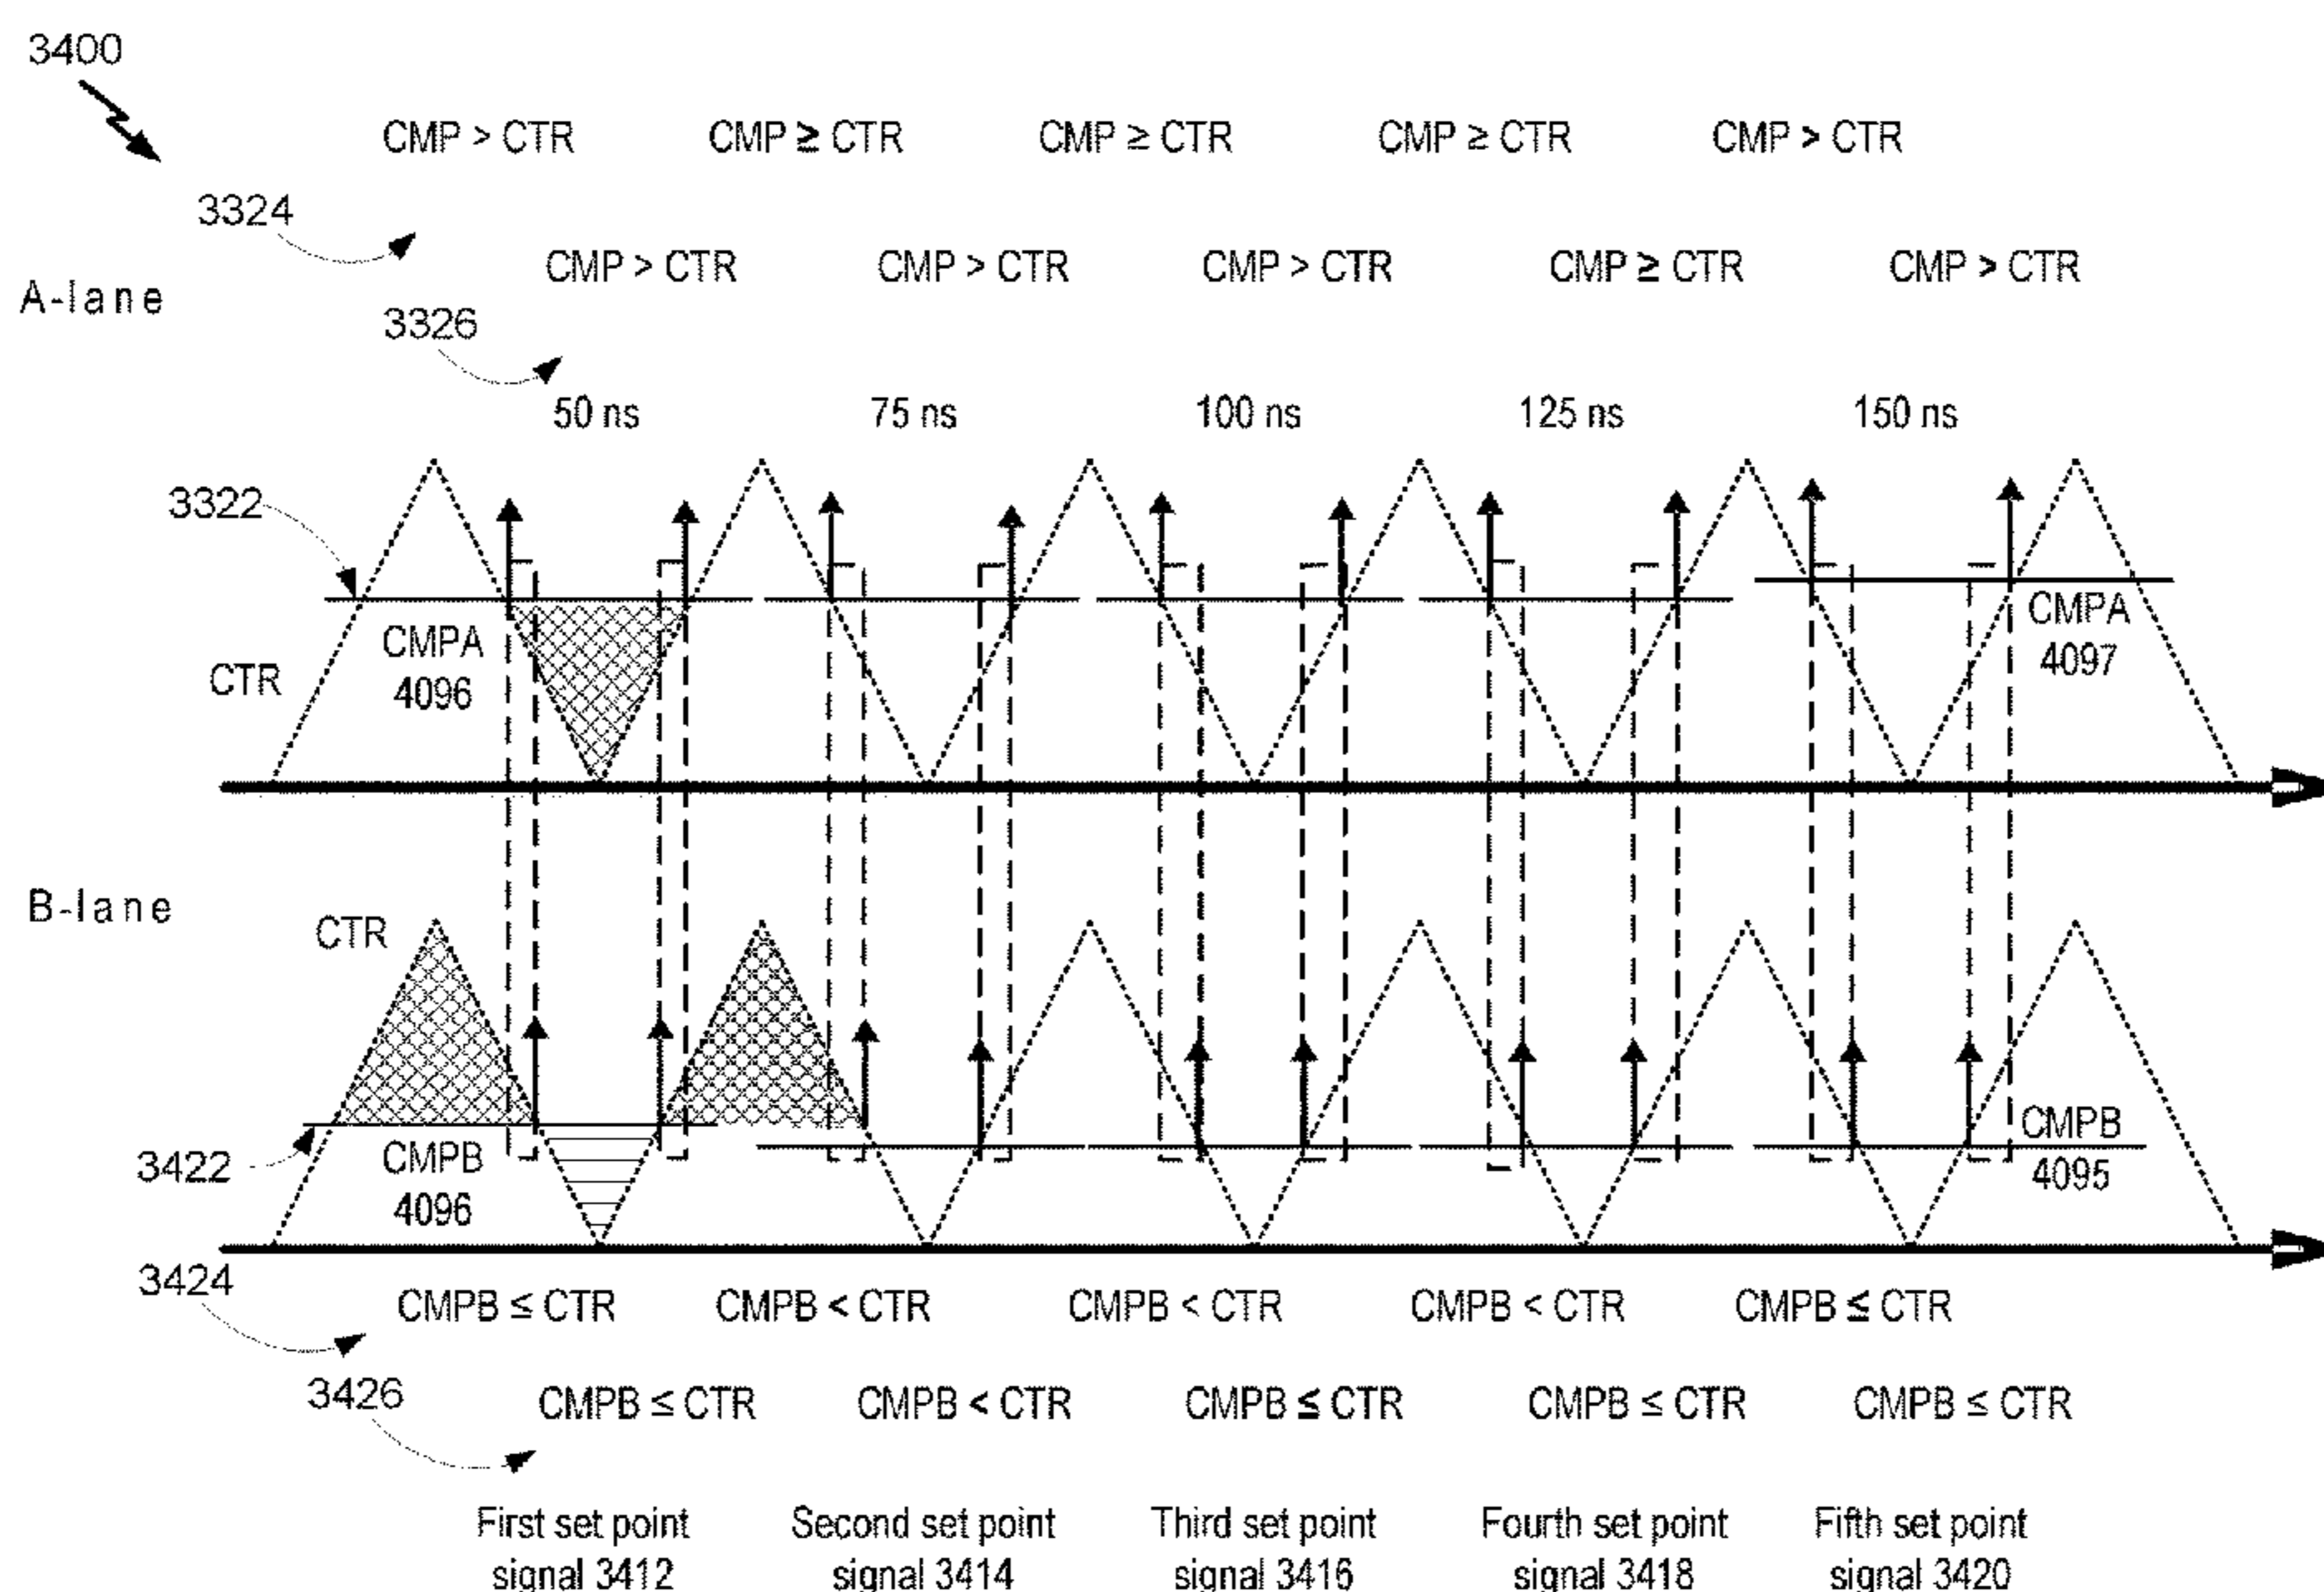 3400
CMP > CTR CMP ≥ CTR CMP ≥ CTR CMP ≥ CTR CMP > CTR
3324
CMP > CTR CMP > CTR CMP > CTR CMP ≥ CTR CMP > CTR
A-lane
3326
50 ns 75 ns 100 ns 125 ns 150 ns
3322
CMPA CMPA
CTR 4096 4097
B-lane
CTR
CMPB
3422 CMPB 4095
4096
3424
CMPB ≤ CTR CMPB < CTR CMPB < CTR CMPB < CTR CMPB ≤ CTR
3426
CMPB ≤ CTR CMPB < CTR CMPB ≤ CTR CMPB ≤ CTR CMPB ≤ CTR
First set point Second set point Third set point Fourth set point Fifth set point
signal 3412 signal 3414 signal 3416 signal 3418 signal 3420